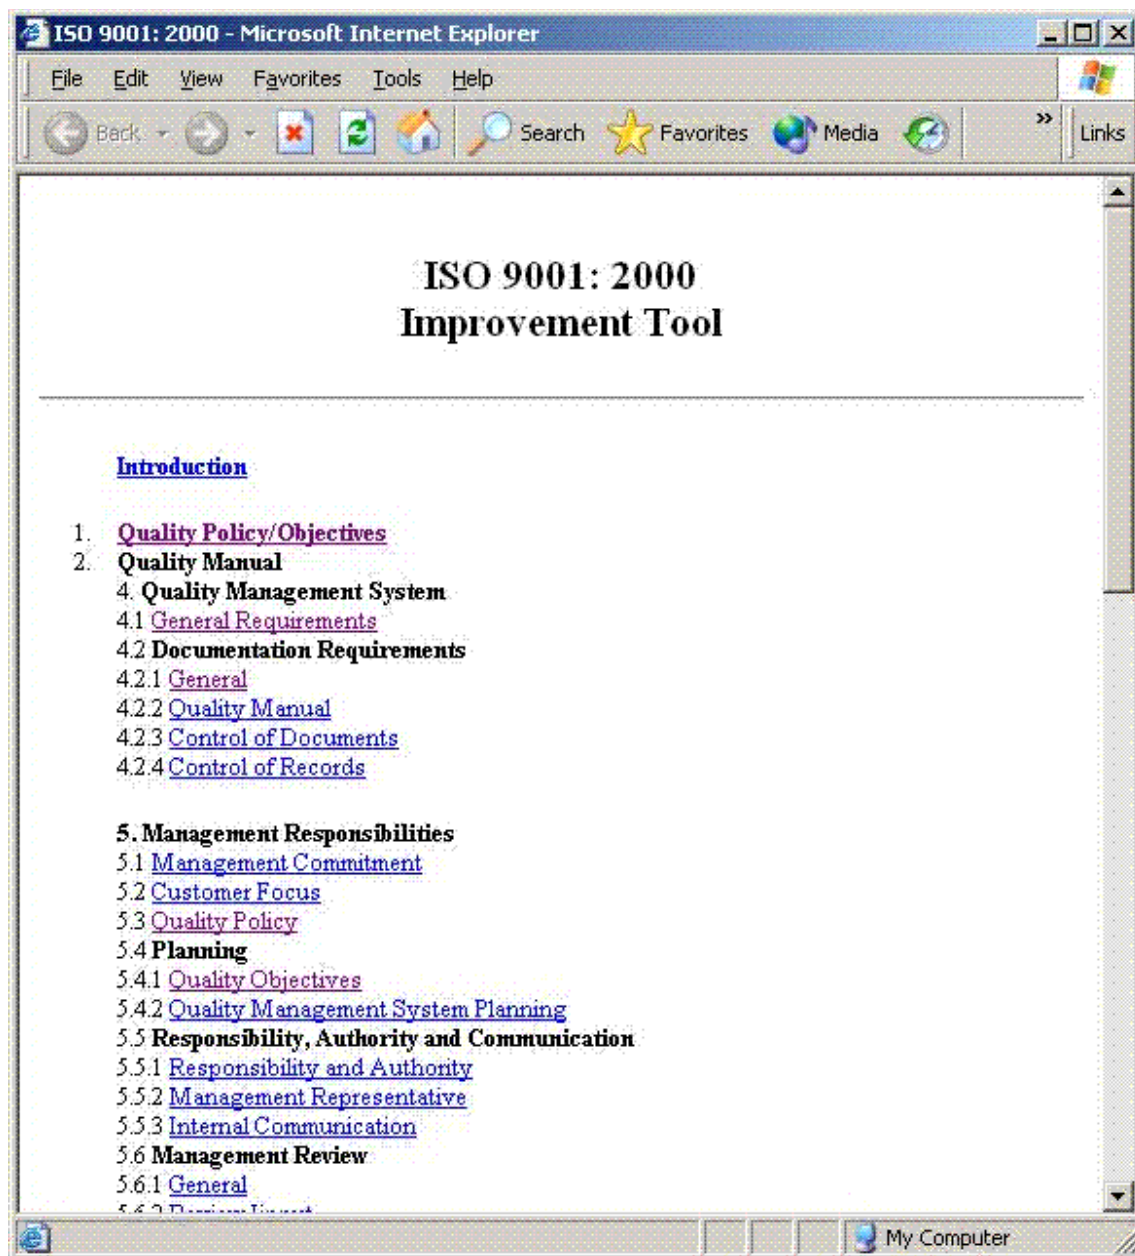 ISO 9001: 2000 - Microsoft Internet Explorer
File Edit View Favorites Tools Help
Back Search Favorites Media » Links
ISO 9001: 2000
Improvement Tool
Introduction
1. Quality Policy/Objectives
2. Quality Manual
4. Quality Management System
4.1 General Requirements
4.2 Documentation Requirements
4.2.1 General
4.2.2 Quality Manual
4.2.3 Control of Documents
4.2.4 Control of Records
5. Management Responsibilities
5.1 Management Commitment
5.2 Customer Focus
5.3 Quality Policy
5.4 Planning
5.4.1 Quality Objectives
5.4.2 Quality Management System Planning
5.5 Responsibility, Authority and Communication
5.5.1 Responsibility and Authority
5.5.2 Management Representative
5.5.3 Internal Communication
5.6 Management Review
5.6.1 General
5.6.2 Review Input
My Computer